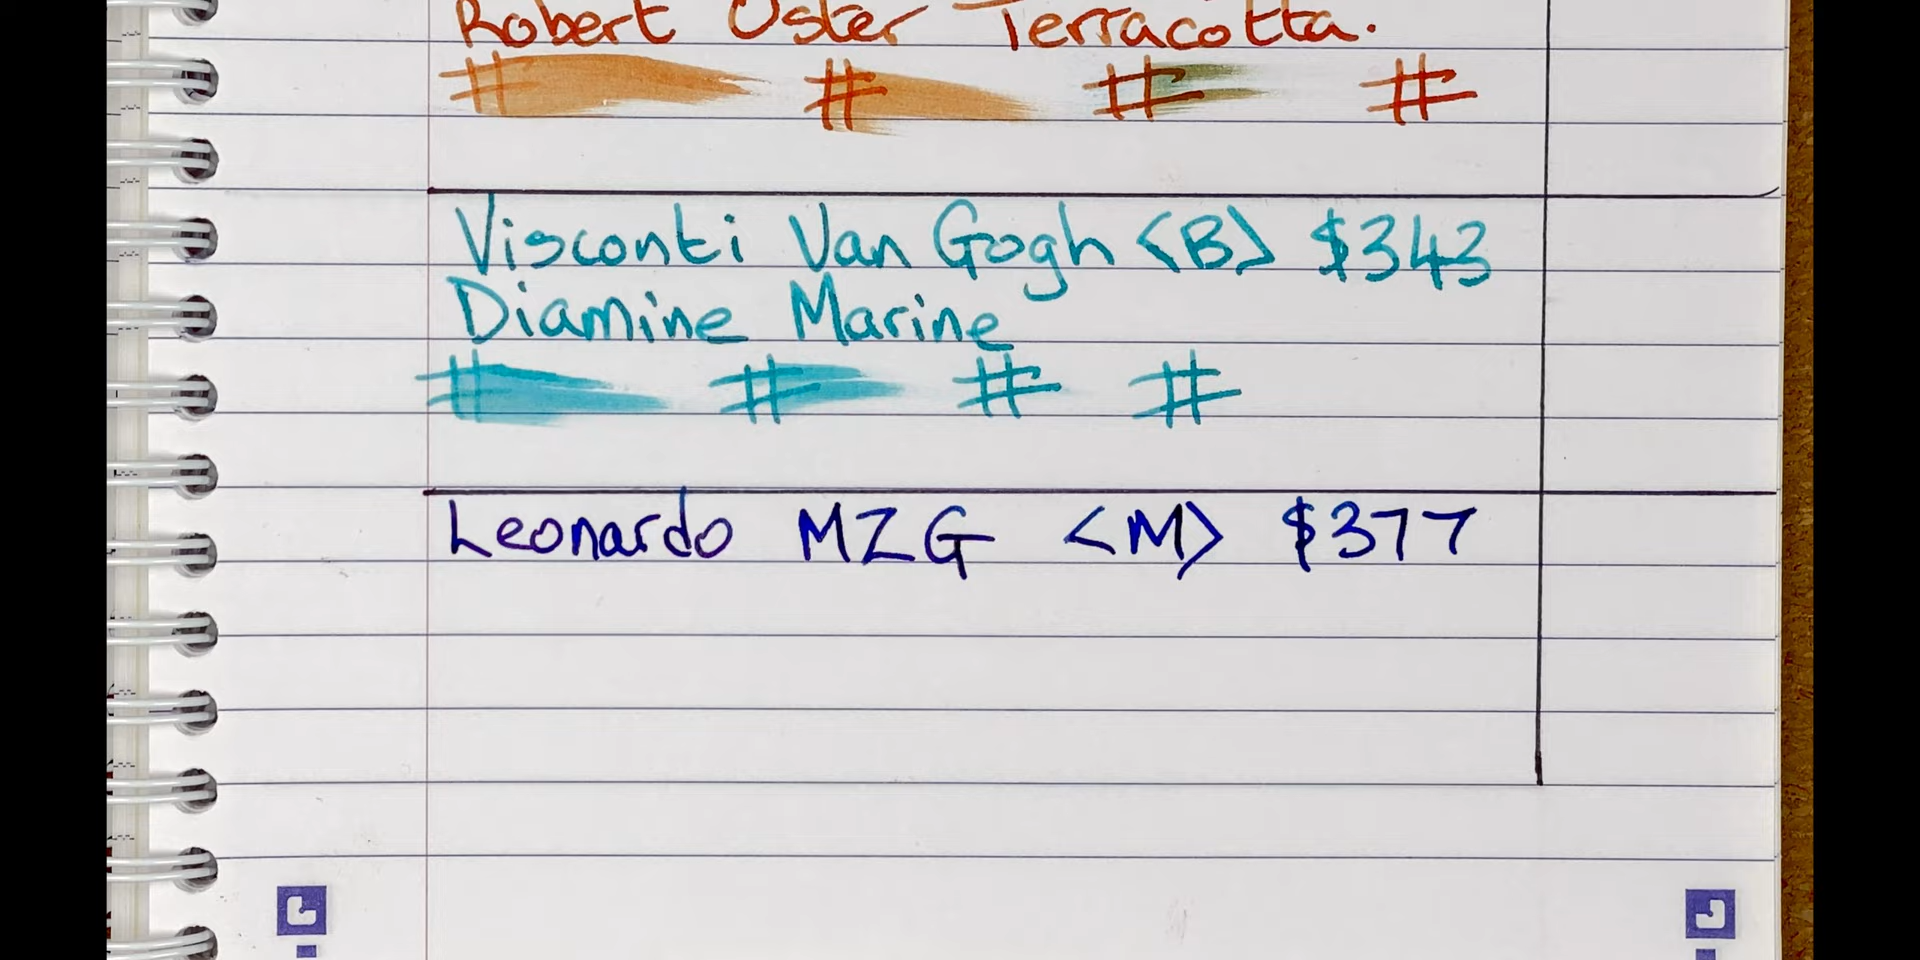 Robert Oster Terracotta.
# # # #
Visconti Van Gogh <B> $343
Diamine Marine
# # # #
Leonardo MZG <M> $377